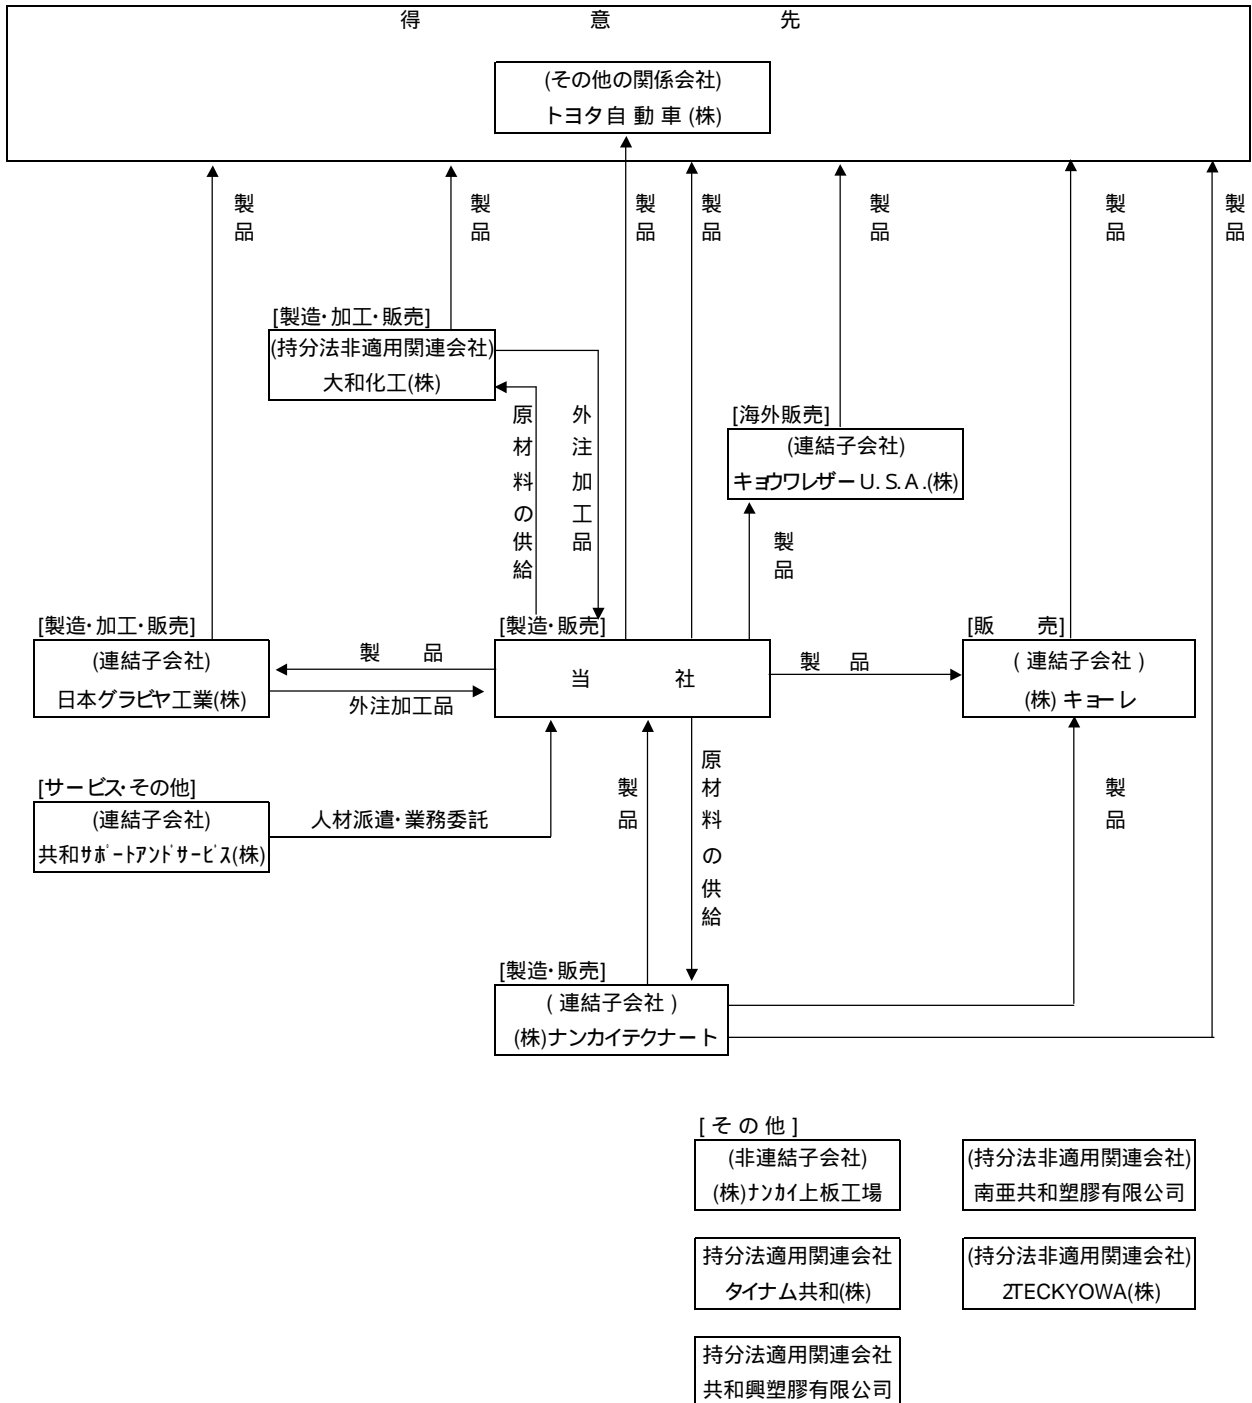 得意先
(その他の関係会社)
トヨタ自動車(株)
製品
製品
製品
製品
製品
製品
製品
[製造・加工・販売]
(持分法非適用関連会社)
大和化工(株)
原材料の供給
外注加工品
[海外販売]
(連結子会社)
キョウワレザーU.S.A.(株)
製品
[製造・加工・販売]
(連結子会社)
日本グラビヤ工業(株)
製品
外注加工品
[製造・販売]
当社
製品
[販売]
(連結子会社)
(株)キョーレ
[サービス・その他]
(連結子会社)
共和ｻﾎﾟｰﾄｱﾝﾄﾞｻｰﾋﾞｽ(株)
人材派遣・業務委託
製品
原材料の供給
製品
[製造・販売]
(連結子会社)
(株)ナンカイテクナート
[その他]
(非連結子会社)
(株)ﾅﾝｶｲ上板工場
(持分法非適用関連会社)
南亜共和塑膠有限公司
持分法適用関連会社
タイナム共和(株)
(持分法非適用関連会社)
2TECKYOWA(株)
持分法適用関連会社
共和興塑膠有限公司